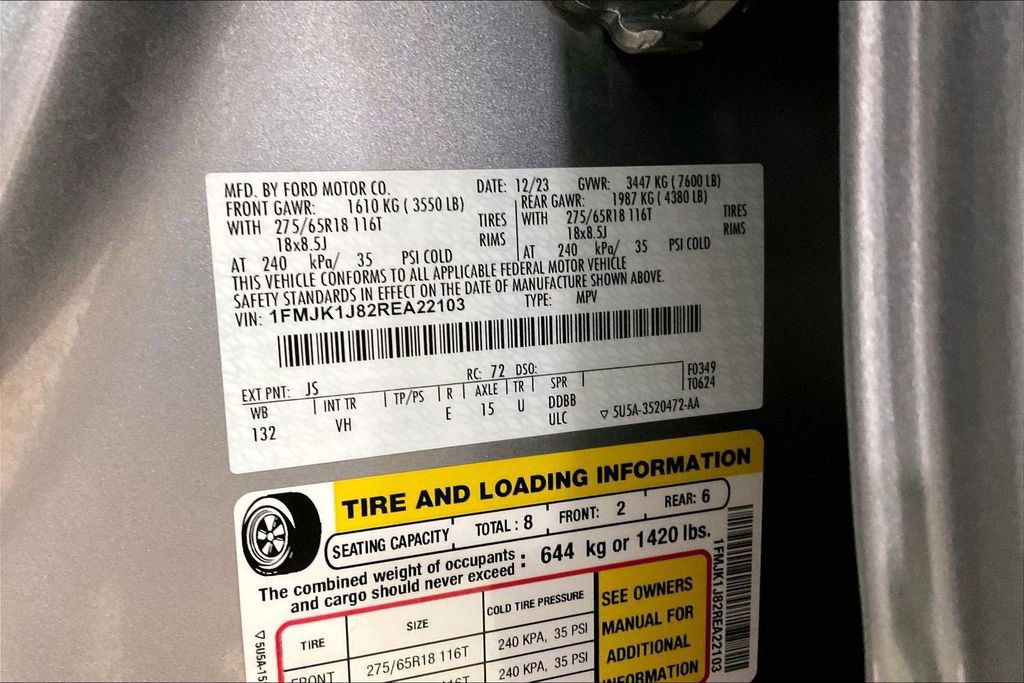 MFD. BY FORD MOTOR CO. DATE: 12/23 GVWR: 3447 KG (7600 LB)
FRONT GAWR: 1610 KG (3550 LB) REAR GAWR: 1987 KG (4380 LB)
WITH 275/65R18 116T TIRES WITH 275/65R18 116T TIRES
18x8.5J RIMS 18x8.5J RIMS
AT 240 kPa/ 35 PSI COLD AT 240 kPa/ 35 PSI COLD
THIS VEHICLE CONFORMS TO ALL APPLICABLE FEDERAL MOTOR VEHICLE
SAFETY STANDARDS IN EFFECT ON THE DATE OF MANUFACTURE SHOWN ABOVE.
VIN: 1FMJK1J82REA22103 TYPE: MPV
EXT PNT: JS RC: 72 DSO: F0349
WB INT TR TP/PS R AXLE TR SPR T0624
132 VH E 15 U DDBB
ULC ▽ 5U5A-3520472-AA
TIRE AND LOADING INFORMATION
SEATING CAPACITY TOTAL: 8 FRONT: 2 REAR: 6
The combined weight of occupants
and cargo should never exceed : 644 kg or 1420 lbs.
TIRE SIZE COLD TIRE PRESSURE
FRONT 275/65R18 116T 240 KPA, 35 PSI
116T 240 KPA, 35 PSI
SEE OWNERS
MANUAL FOR
ADDITIONAL
INFORMATION
1FMJK1J82REA22103
▽ 5U5A-15